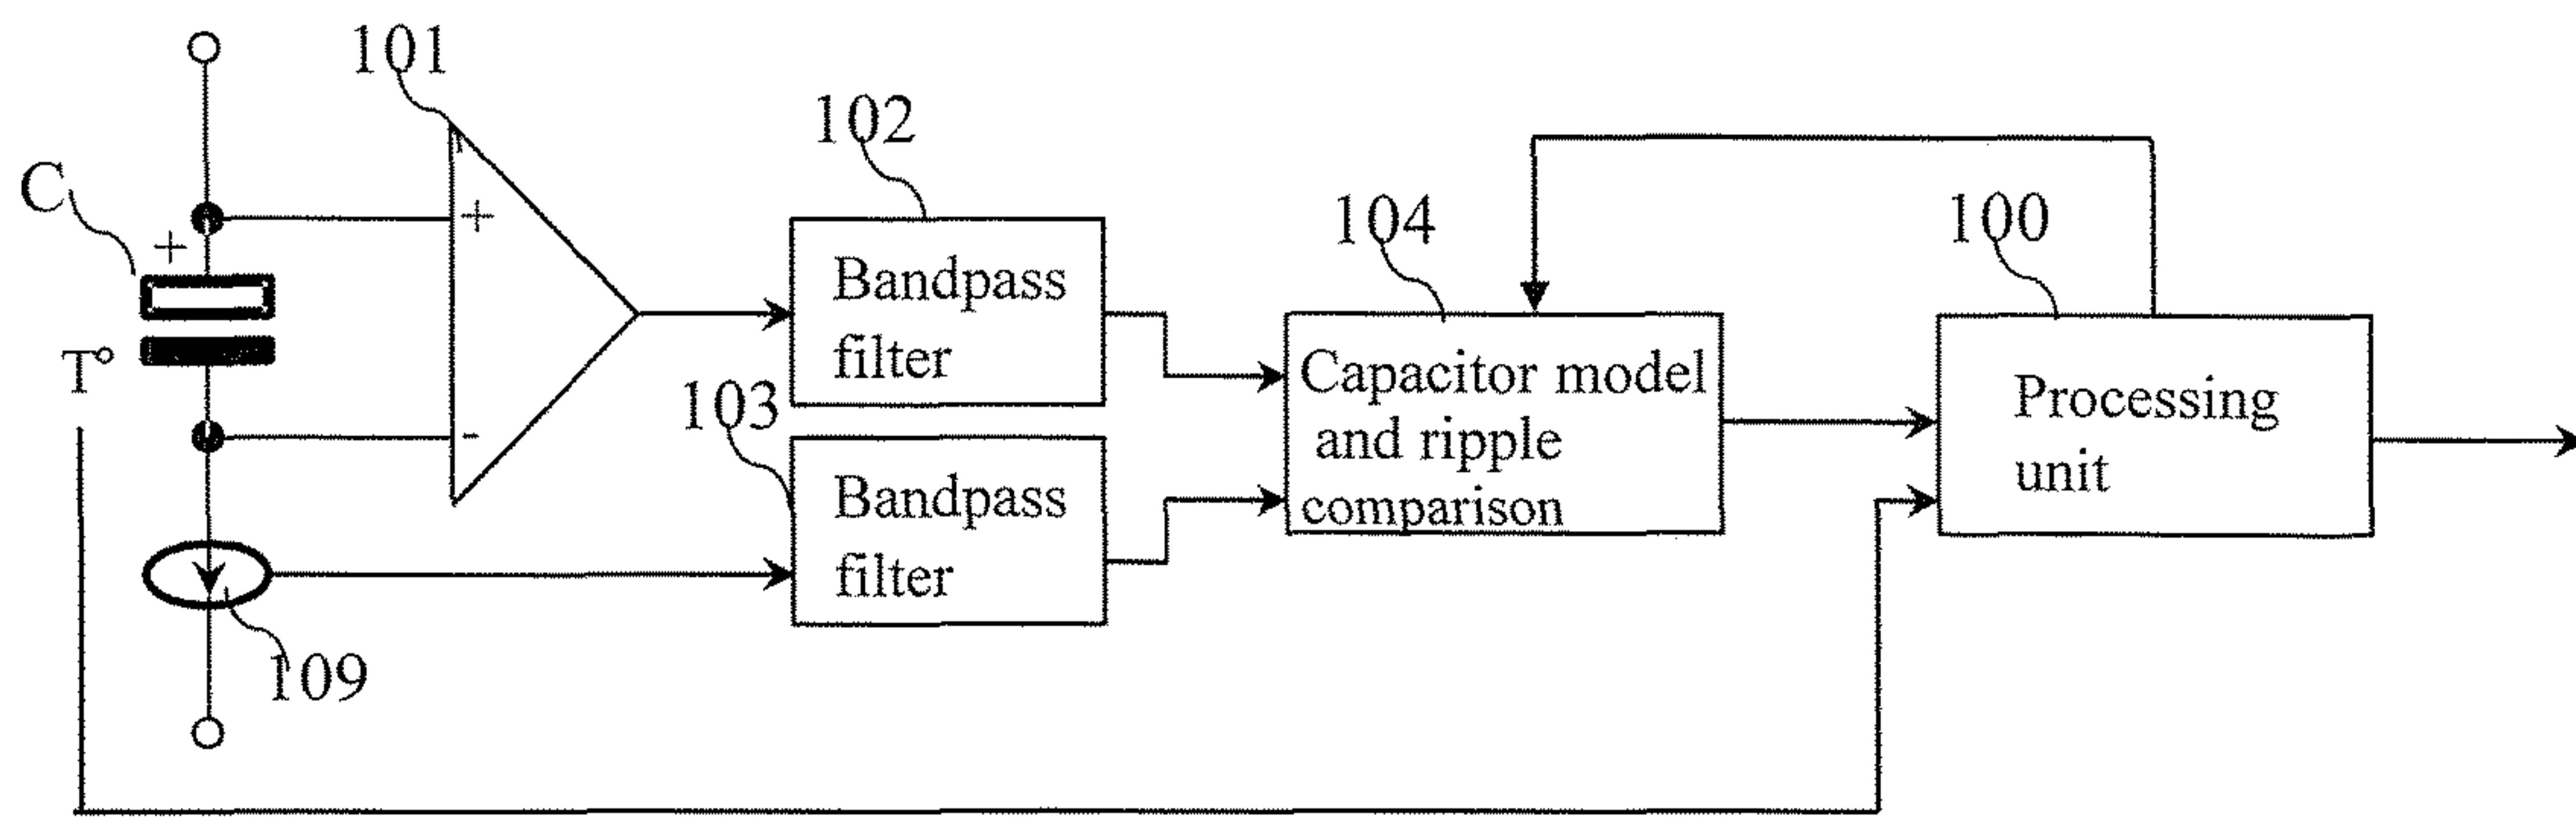 101
102
C
+
+
104
100
Bandpass
filter
T°
103
-
Capacitor model
and ripple
comparison
Processing
unit
Bandpass
filter
109